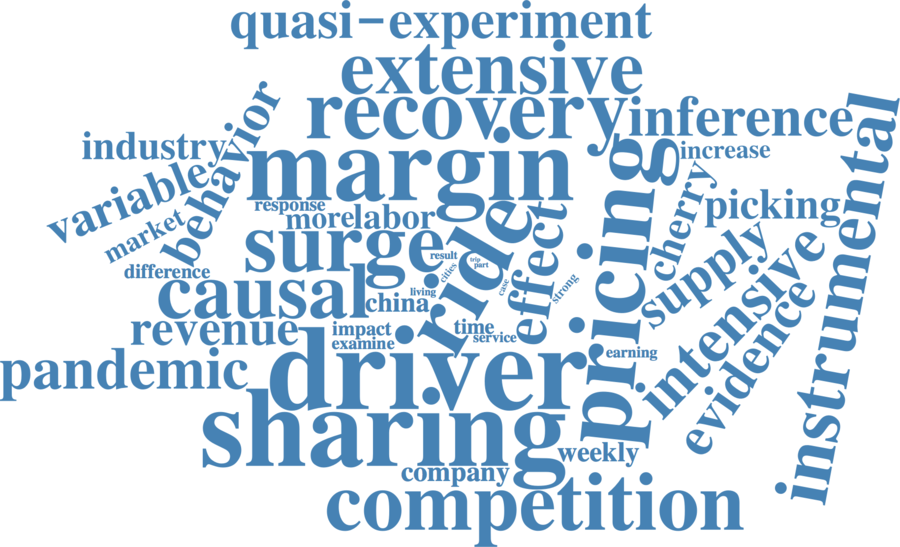 quasi-experiment
extensive
recovery
inference
industry
behavior
margin
increase
instrumental
variable
response
morelabor
cherry
picking
market
surge
ride
effect
pricing
supply
difference
result
trip
part
cities
causal
china
living
case
strong
intensive
revenue
impact
time
service
examine
earning
evidence
pandemic
driver
sharing
weekly
company
competition